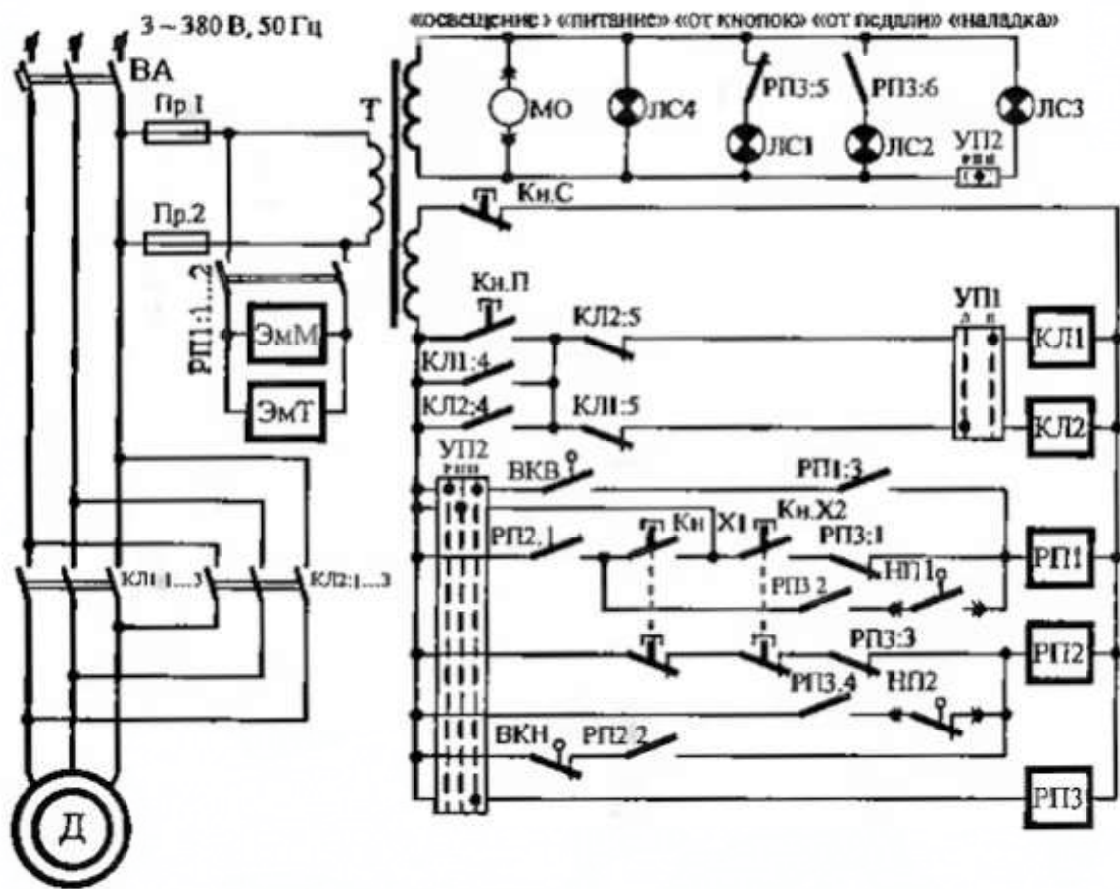 3 ~ 380 В, 50 Гц
«освещение» «питание» «от кнопою» «от педали» «наладка»
ВА
Пр.1
Т
МО
ЛС4
РП3:5
РП3:6
ЛС3
ЛС1
ЛС2
УП2
Р Н П
Кн.С
Пр.2
РП1:1...2
ЭмМ
ЭмТ
Кн.П
КЛ2:5
УП1
Л П
КЛ1
КЛ1:4
КЛ2:4
КЛ1:5
КЛ2
УП2
Р Н П
ВКВ
РП1:3
РП2.1
Кн
Х1
Кн.Х2
РП3:1
РП1
РП3 2
НП1
КЛ1:1...3
КЛ2:1...3
РП3:3
РП2
РП3.4
НП2
ВКН
РП2 2
РП3
Д